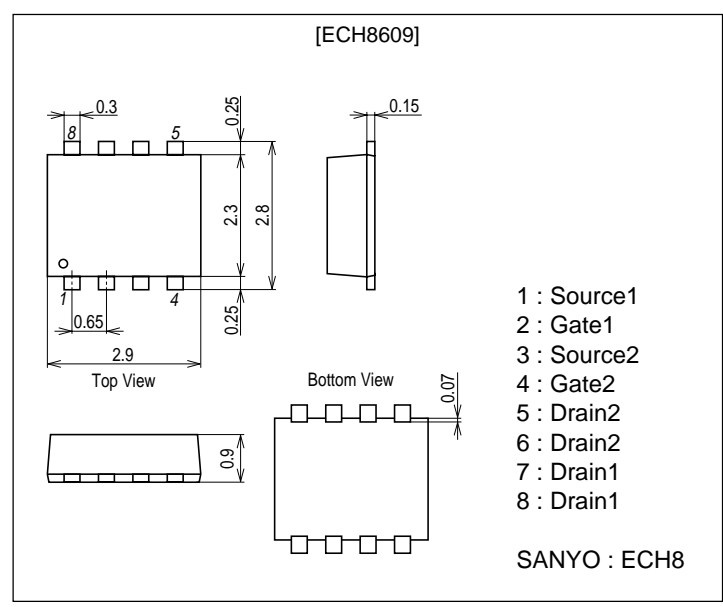 [ECH8609]
0.3
0.25
0.15
8
5
2.3
2.8
1
4
0.65
0.25
2.9
Top View
Bottom View
0.07
0.9
1 : Source1
2 : Gate1
3 : Source2
4 : Gate2
5 : Drain2
6 : Drain2
7 : Drain1
8 : Drain1
SANYO : ECH8